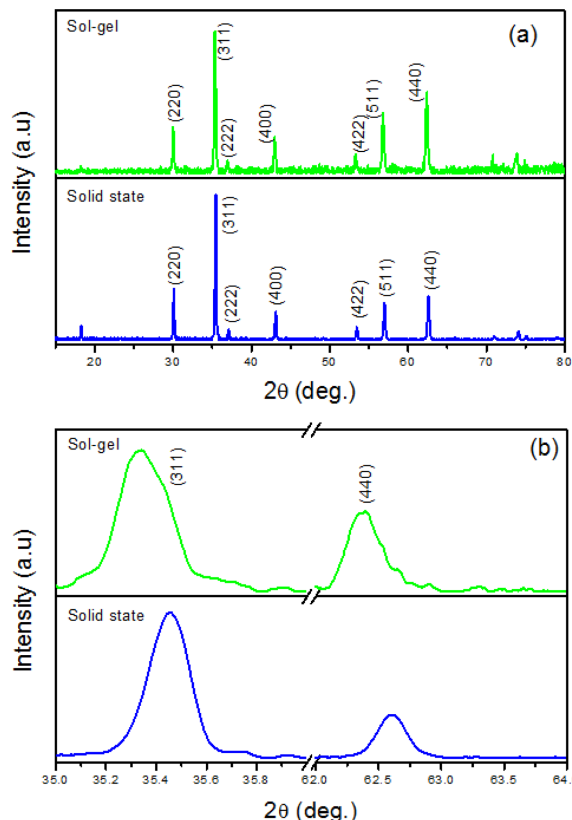 Sol-gel
(a)
(220)
(311)
(222)
(400)
(422)
(511)
(440)
Solid state
(220)
(311)
(222)
(400)
(422)
(511)
(440)
Intensity (a.u)
20 30 40 50 60 70 80
2θ (deg.)
Sol-gel
(b)
(311)
(440)
Solid state
Intensity (a.u)
35.0 35.2 35.4 35.6 35.8 62.5 63.0 63.5
2θ (deg.)